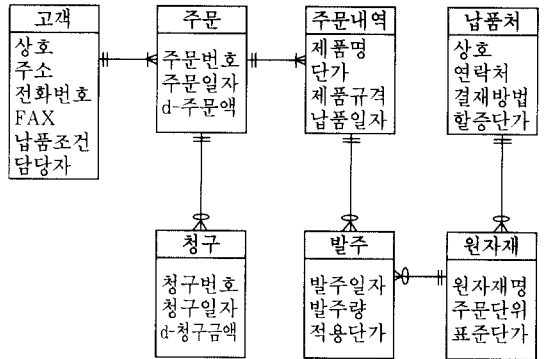 고객
상호
주소
전화번호
FAX
납품조건
담당자
주문
주문번호
주문일자
d-주문액
주문내역
제품명
단가
제품규격
납품일자
납품처
상호
연락처
결재방법
할증단가
청구
청구번호
청구일자
d-청구금액
발주
발주일자
발주량
적용단가
원자재
원자재명
주문단위
표준단가